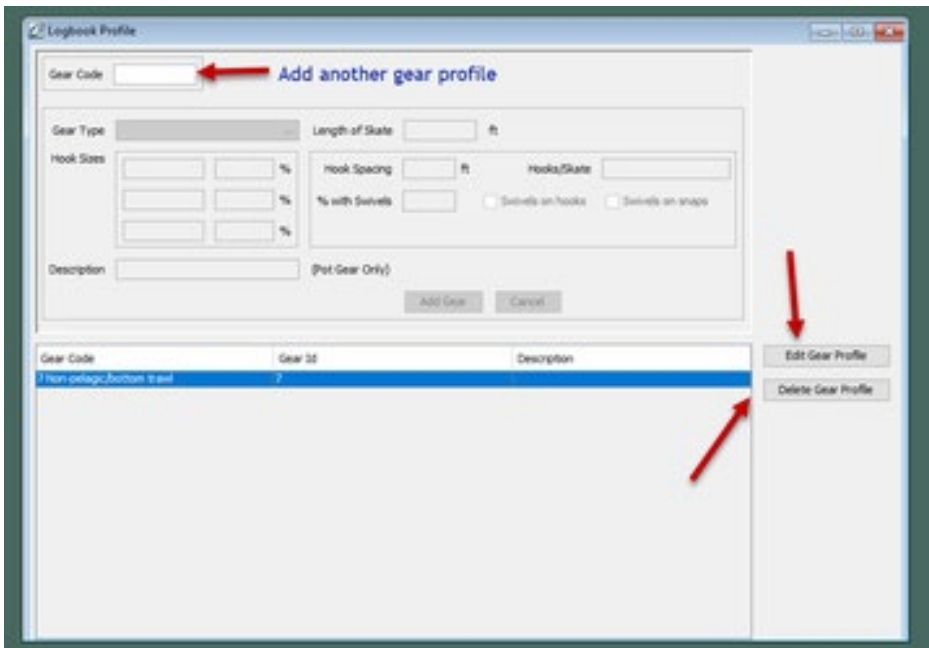 Logbook Profile
Gear Code
Add another gear profile
Gear Type Length of Skate ft
Hook Sizes % Hook Spacing ft Hooks/Skate
% % with Swivels Swivels on hooks Swivels on snaps
%
Description (Pot Gear Only)
Add Gear Cancel
Gear Code Gear Id Description
7 Non-pelagic/bottom trawl 7
Edit Gear Profile
Delete Gear Profile